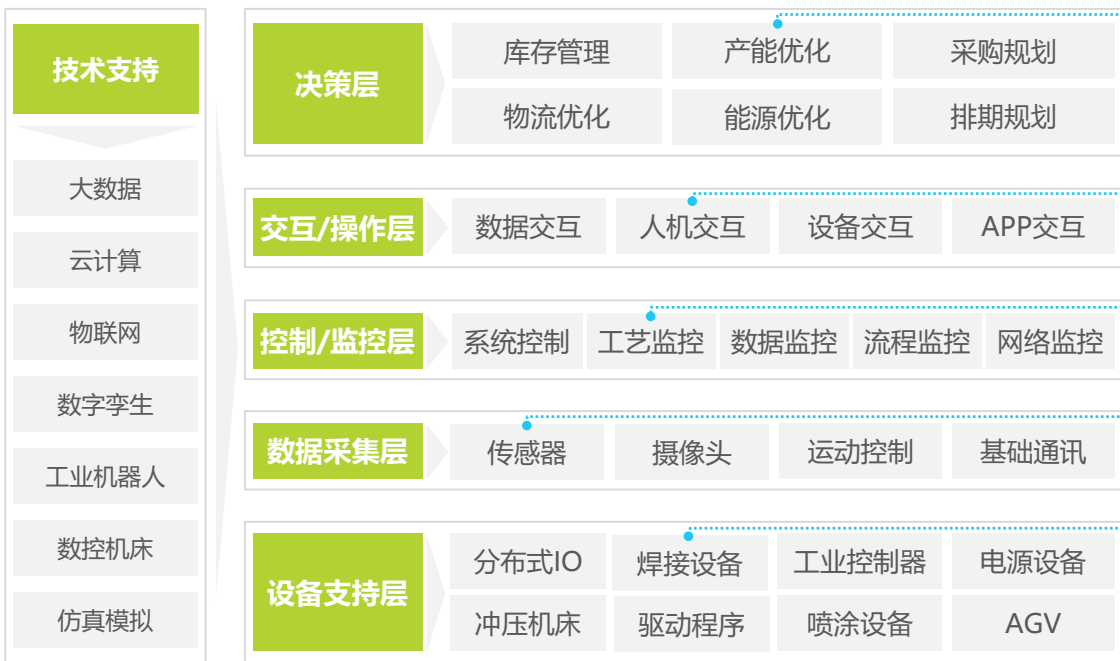 技术支持
大数据
云计算
物联网
数字孪生
工业机器人
数控机床
仿真模拟
决策层
库存管理
产能优化
采购规划
物流优化
能源优化
排期规划
交互/操作层
数据交互
人机交互
设备交互
APP交互
控制/监控层
系统控制
工艺监控
数据监控
流程监控
网络监控
数据采集层
传感器
摄像头
运动控制
基础通讯
设备支持层
分布式IO
焊接设备
工业控制器
电源设备
冲压机床
驱动程序
喷涂设备
AGV